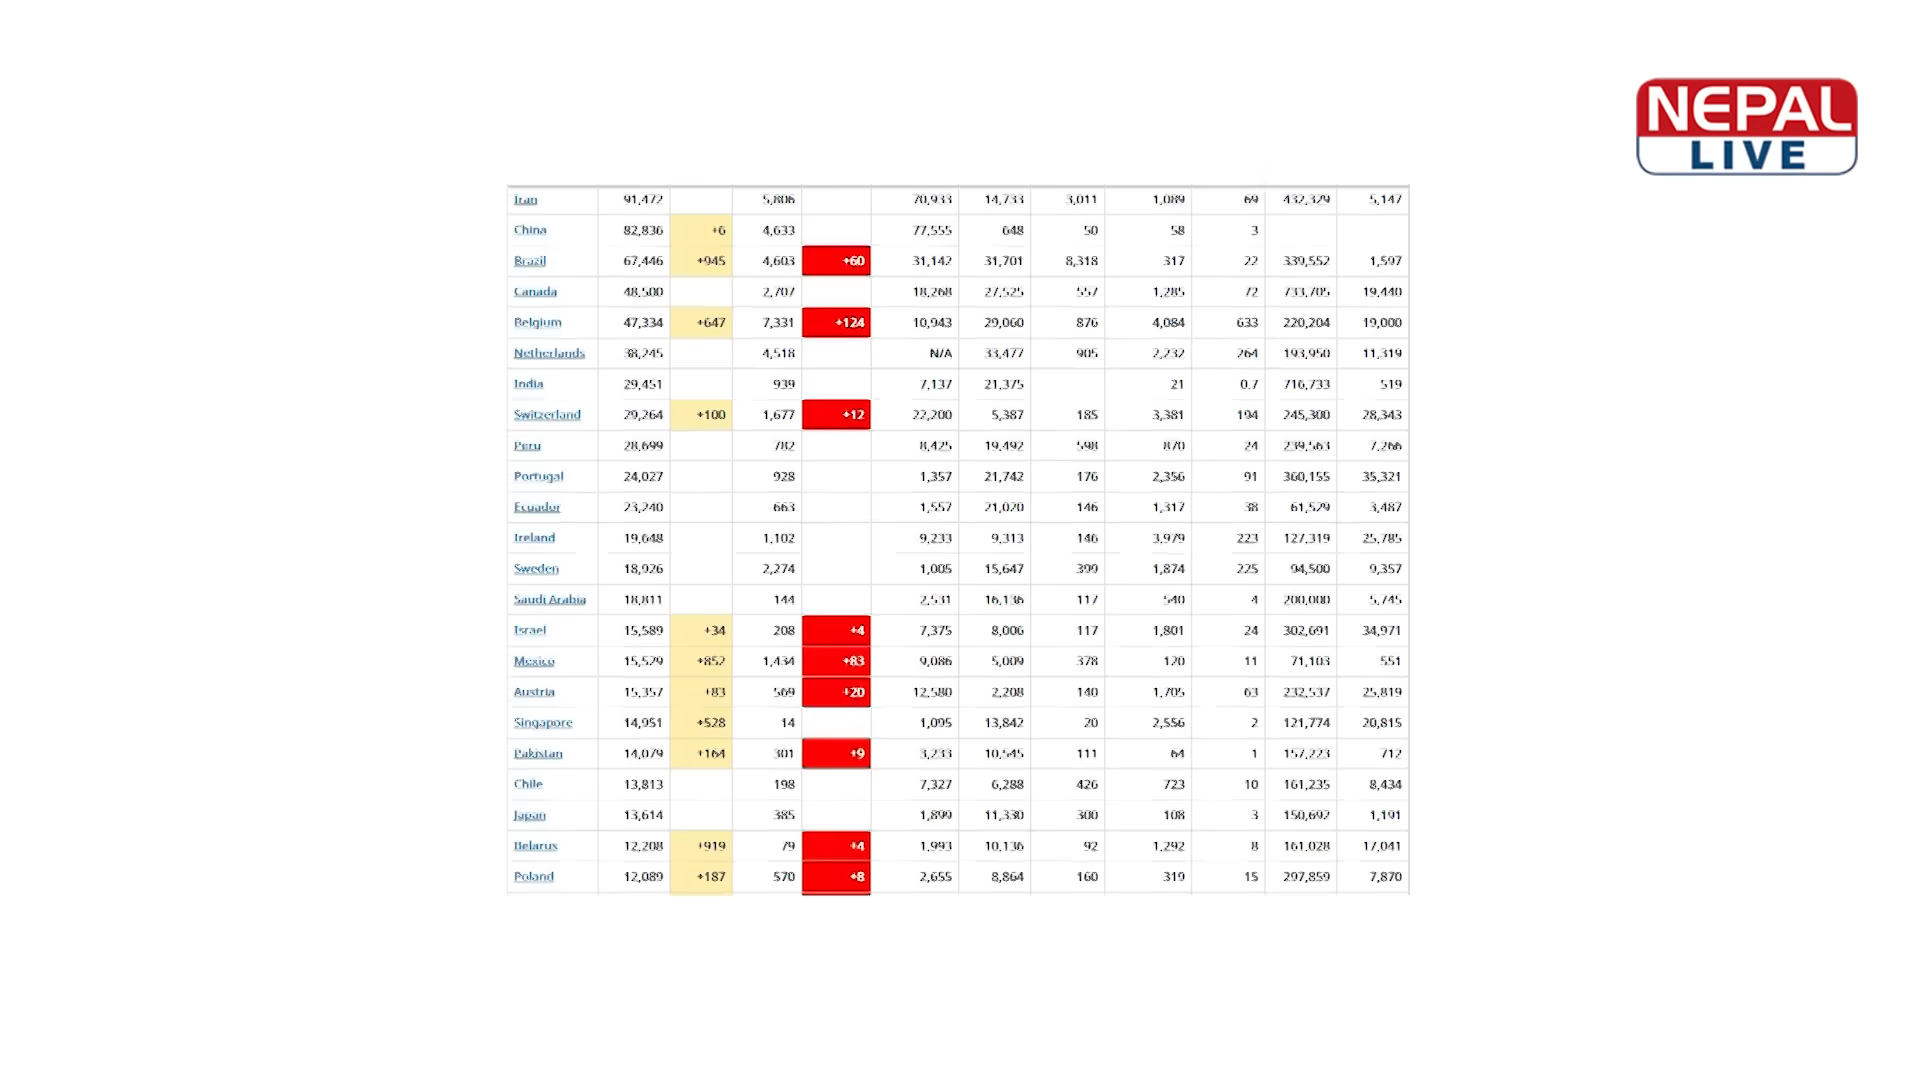 NEPAL
LIVE
Iran 91,472 5,806 70,933 14,733 3,011 1,089 69 432,329 5,147
China 82,836 +6 4,633 77,555 648 50 58 3
Brazil 67,446 +945 4,603 +60 31,142 31,701 8,318 317 22 339,552 1,597
Canada 48,500 2,707 18,268 27,525 557 1,285 72 733,705 19,440
Belgium 47,334 +647 7,331 +124 10,943 29,060 876 4,084 633 220,204 19,000
Netherlands 38,245 4,518 N/A 33,477 905 2,232 264 193,950 11,319
India 29,451 939 7,137 21,375 21 0.7 716,733 519
Switzerland 29,264 +100 1,677 +12 22,200 5,387 185 3,381 194 245,300 28,343
Peru 28,699 782 8,425 19,492 598 870 24 239,563 7,266
Portugal 24,027 928 1,357 21,742 176 2,356 91 360,155 35,321
Ecuador 23,240 663 1,557 21,020 146 1,317 38 61,529 3,487
Ireland 19,648 1,102 9,233 9,313 146 3,979 223 127,319 25,785
Sweden 18,926 2,274 1,005 15,647 399 1,874 225 94,500 9,357
Saudi Arabia 18,811 144 2,531 16,136 117 540 4 200,000 5,745
Israel 15,589 +34 208 +4 7,375 8,006 117 1,801 24 302,691 34,971
Mexico 15,529 +852 1,434 +83 9,086 5,009 378 120 11 71,103 551
Austria 15,357 +83 569 +20 12,580 2,208 140 1,705 63 232,537 25,819
Singapore 14,951 +528 14 1,095 13,842 20 2,556 2 121,774 20,815
Pakistan 14,079 +164 301 +9 3,233 10,545 111 64 1 157,223 712
Chile 13,813 198 7,327 6,288 426 723 10 161,235 8,434
Japan 13,614 385 1,899 11,330 300 108 3 150,692 1,191
Belarus 12,208 +919 79 +4 1,993 10,136 92 1,292 8 161,028 17,041
Poland 12,089 +187 570 +8 2,655 8,864 160 319 15 297,859 7,870